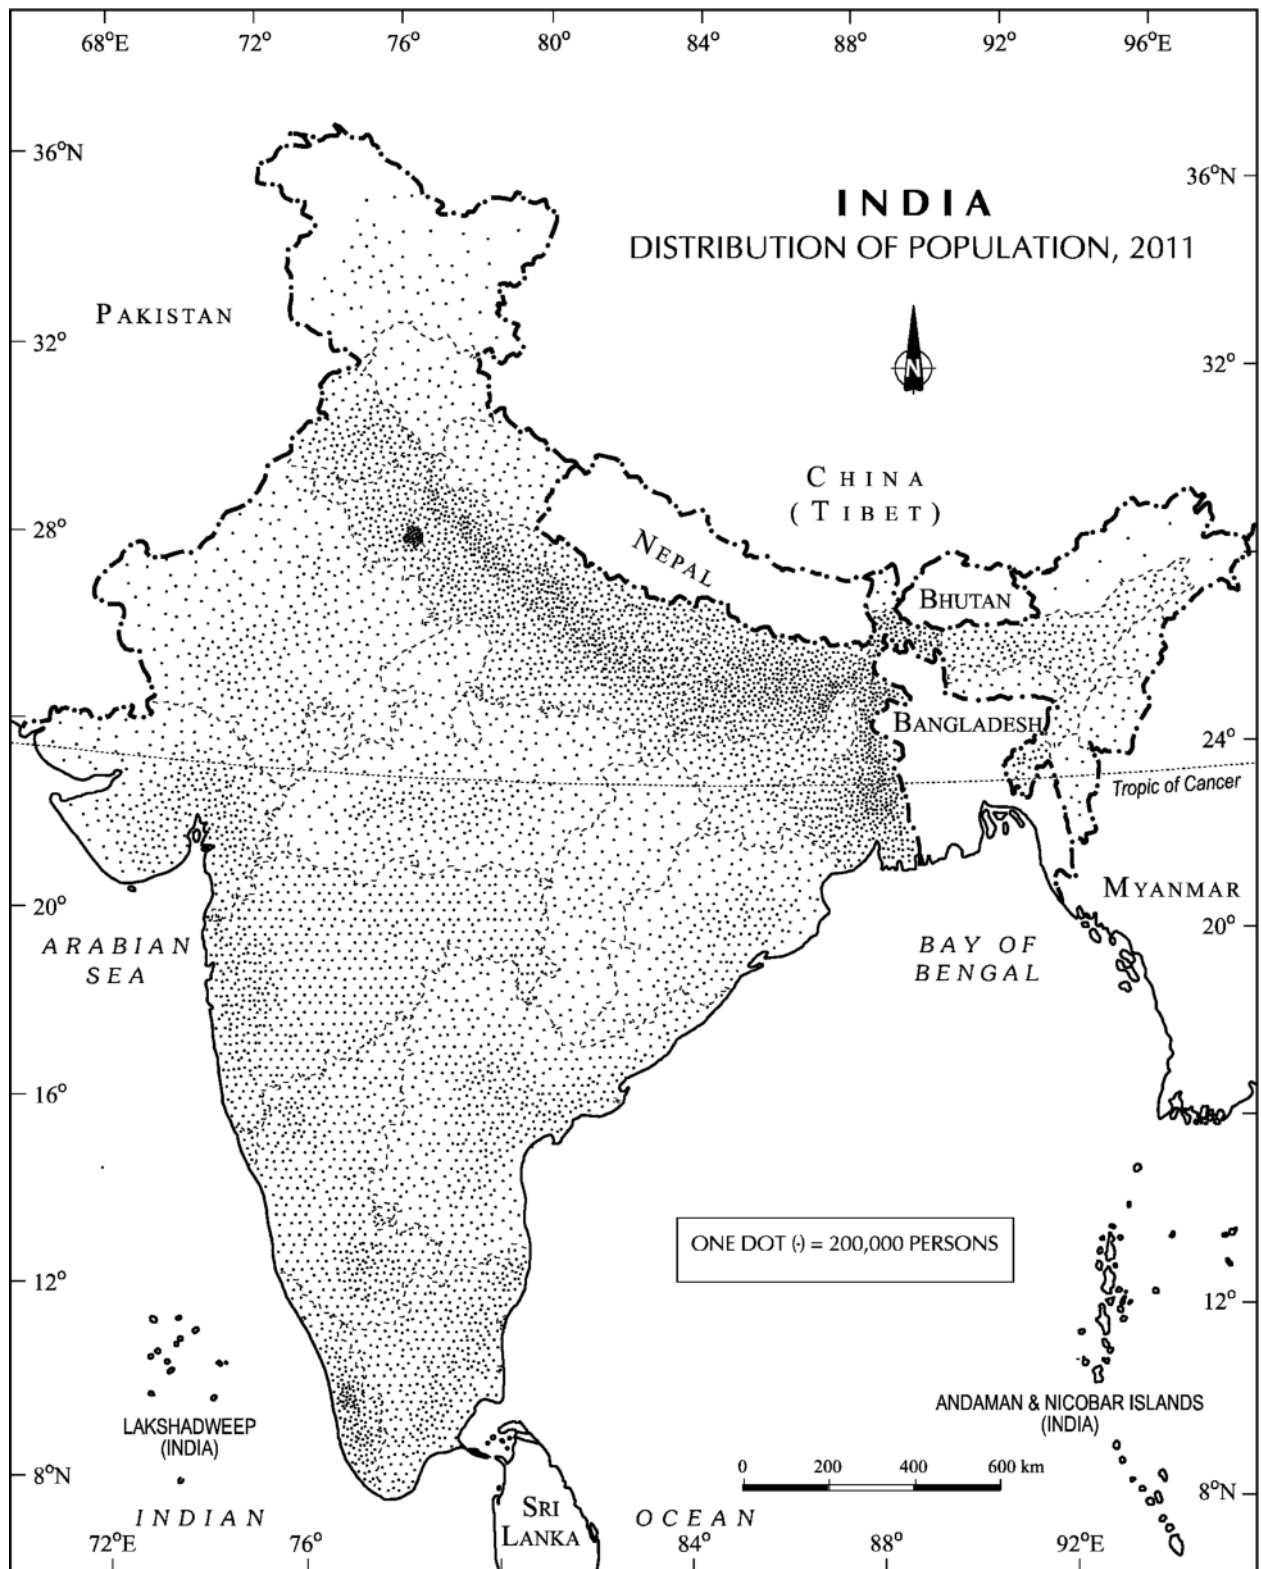 68°E 72° 76° 80° 84° 88° 92° 96°E
36°N
36°N
INDIA
DISTRIBUTION OF POPULATION, 2011
PAKISTAN
N
32°
32°
CHINA
(TIBET)
28°
NEPAL
BHUTAN
BANGLADESH
24°
Tropic of Cancer
MYANMAR
20°
20°
ARABIAN
SEA
BAY OF
BENGAL
16°
ONE DOT (·) = 200,000 PERSONS
12°
12°
ANDAMAN & NICOBAR ISLANDS
(INDIA)
LAKSHADWEEP
(INDIA)
0 200 400 600 km
8°N
8°N
SRI
LANKA
INDIAN OCEAN
72°E 76° 84° 88° 92°E